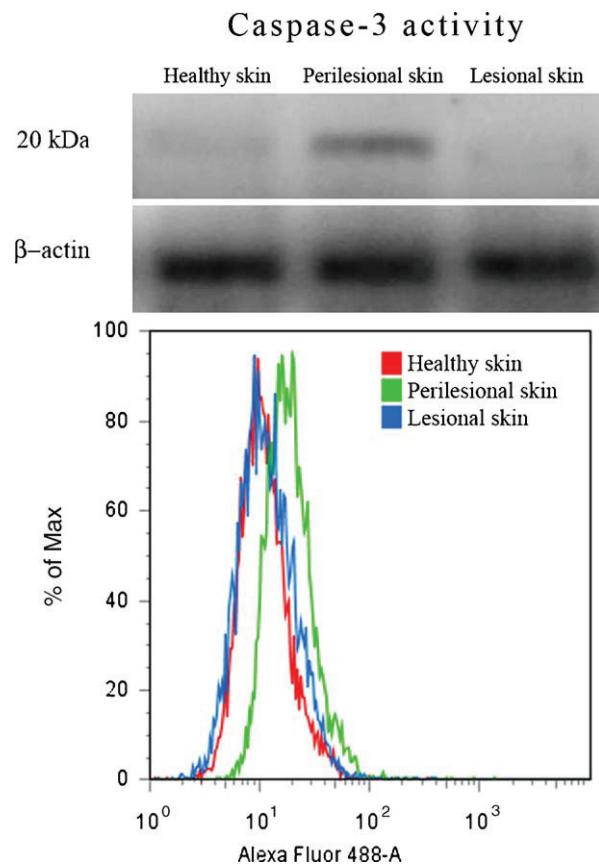 Caspase-3 activity
Healthy skin Perilesional skin Lesional skin
20 kDa
β–actin
100
80
60
40
20
0
% of Max
Healthy skin
Perilesional skin
Lesional skin
10⁰ 10¹ 10² 10³
Alexa Fluor 488-A